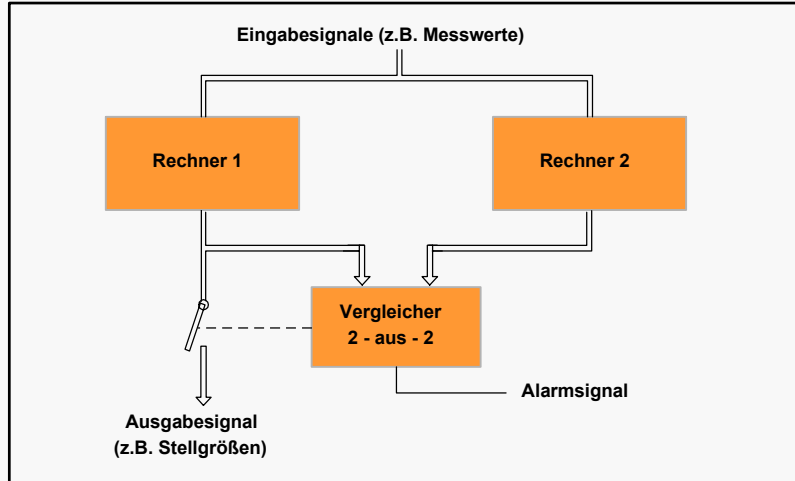 Eingabesignale (z.B. Messwerte)
Rechner 1
Rechner 2
Vergleicher
2 - aus - 2
Alarmsignal
Ausgabesignal
(z.B. Stellgrößen)